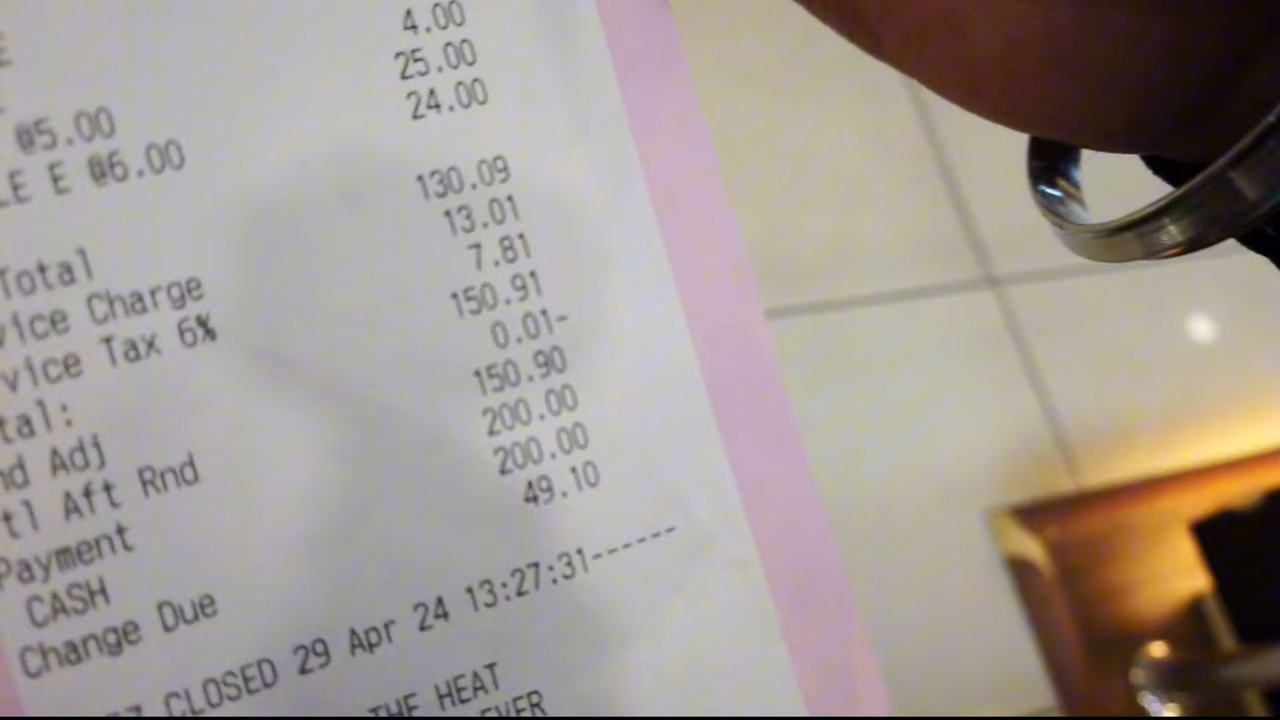 E 4.00
@5.00 25.00
LE E @6.00 24.00
Total 130.09
vice Charge 13.01
vice Tax 6% 7.81
tal: 150.91
nd Adj 0.01-
tl Aft Rnd 150.90
Payment 200.00
CASH 200.00
Change Due 49.10
CLOSED 29 Apr 24 13:27:31------
THE HEAT
EVER